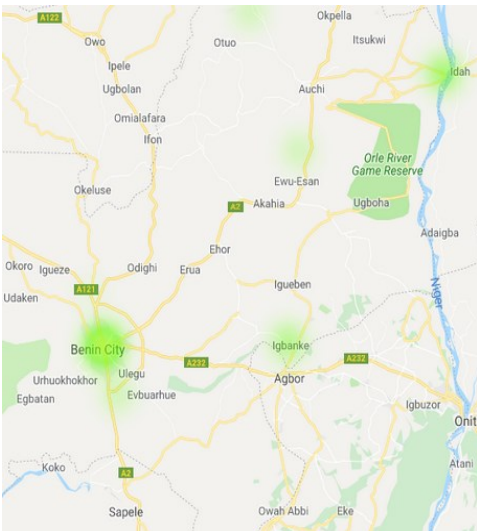 A122
Okpella
Owo
Otuo
Itsukwi
Ipele
Idah
Ugbolan
Auchi
Omialafara
Ifon
Orle River
Game Reserve
Okeluse
Ewu-Esan
A2
Akahia
Ugboha
Adaigba
Ehor
Okoro
Igueze
Odighi
Erua
Igueben
A121
Niger
Udaken
Benin City
Igbanke
A232
A232
Urhuokhokhor
Ulegu
Agbor
Egbatan
Evbuarhue
Igbuzor
Onit
Koko
A2
Atani
Sapele
Owah Abbi
Eke